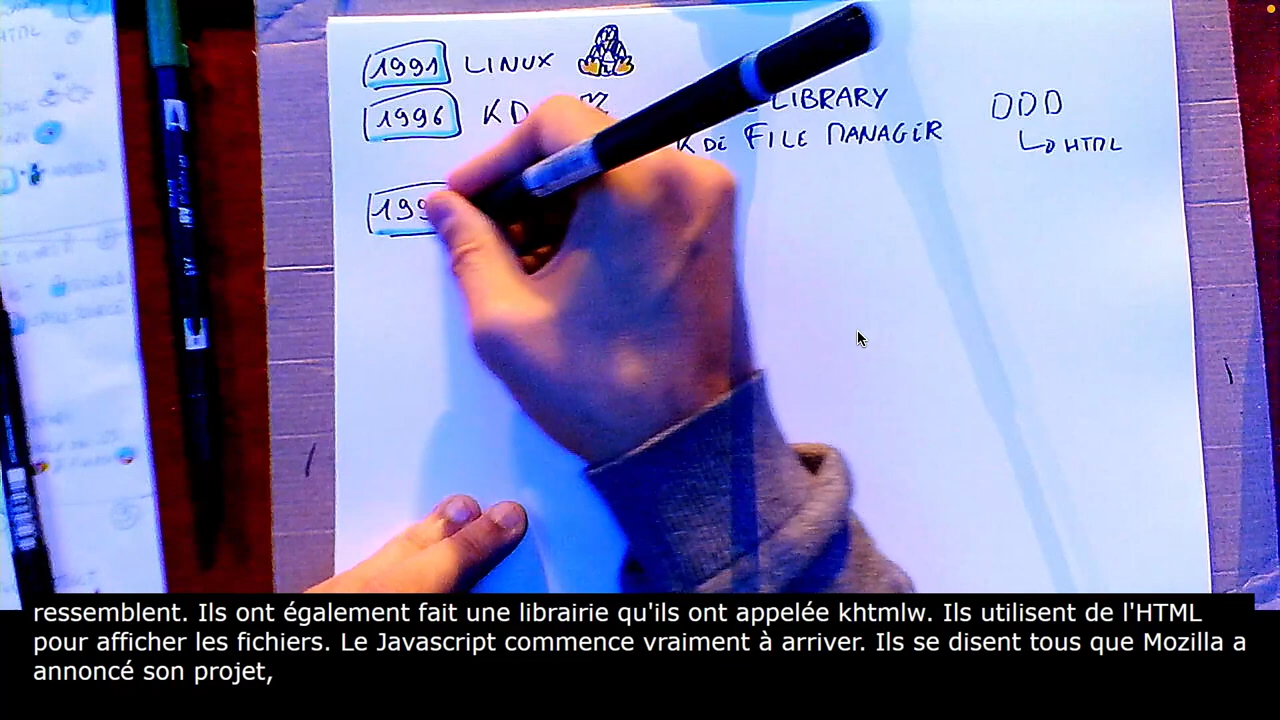 1991 LINUX
1996 KD LIBRARY
KDE FILE MANAGER
HTML
199
ressemblent. Ils ont également fait une librairie qu'ils ont appelée khtmlw. Ils utilisent de l'HTML
pour afficher les fichiers. Le Javascript commence vraiment à arriver. Ils se disent tous que Mozilla a
annoncé son projet,